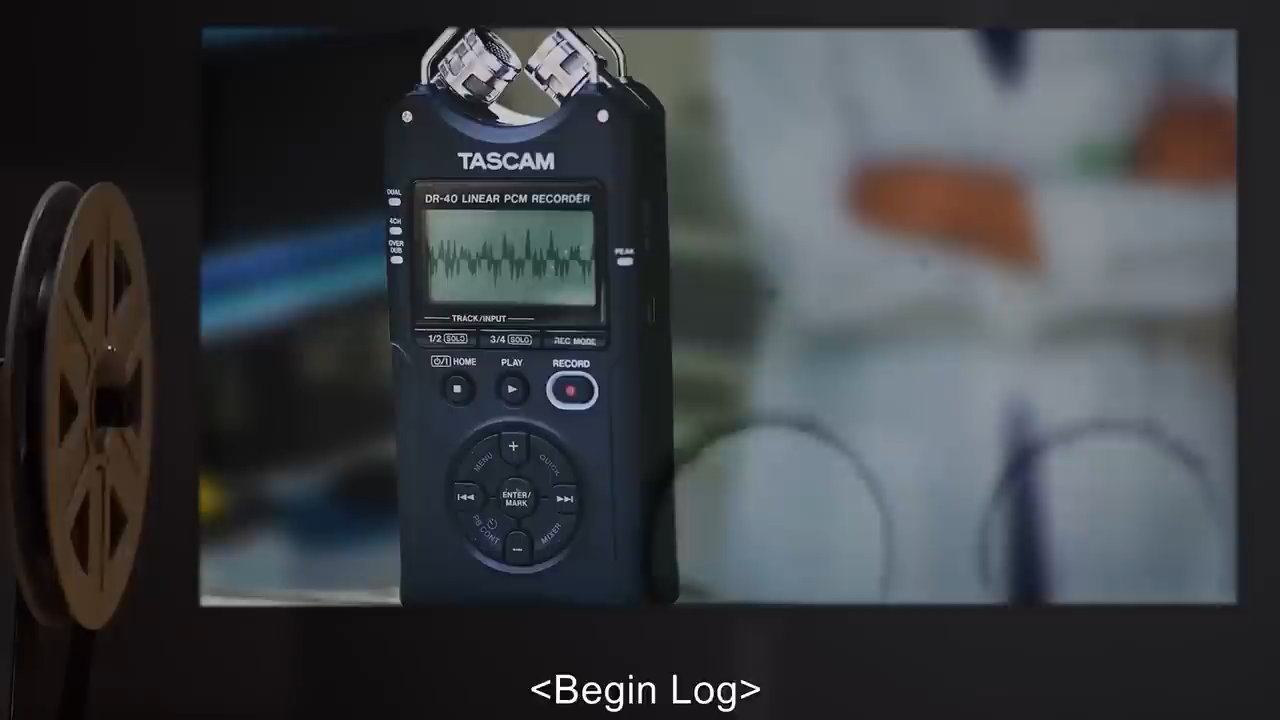 TASCAM
DR-40 LINEAR PCM RECORDER
DUAL
4CH
OVER
DUB
PEAK
TRACK/INPUT
1/2 SOLO
3/4 SOLO
REC MODE
⏻/I HOME
PLAY
RECORD
+
MENU
QUICK
ENTER/
MARK
PB CONT
MIXER
–
<Begin Log>